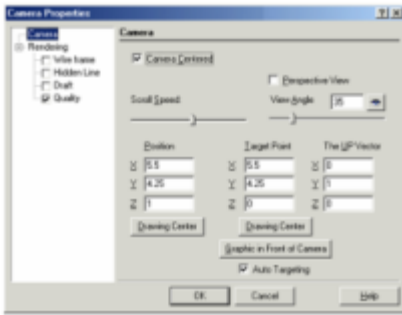 Camera Properties
Camera
Rendering
Wire frame
Hidden Line
Draft
Quality
Camera
Camera Centered
Perspective View
Scroll Speed
View Angle 35
Position
Target Point
The UP Vector
X 5.5
X 5.5
X 0
Y 4.25
Y 4.25
Y 1
Z 1
Z 0
Z 0
Drawing Center
Drawing Center
Graphic in Front of Camera
Auto Targeting
OK
Cancel
Help